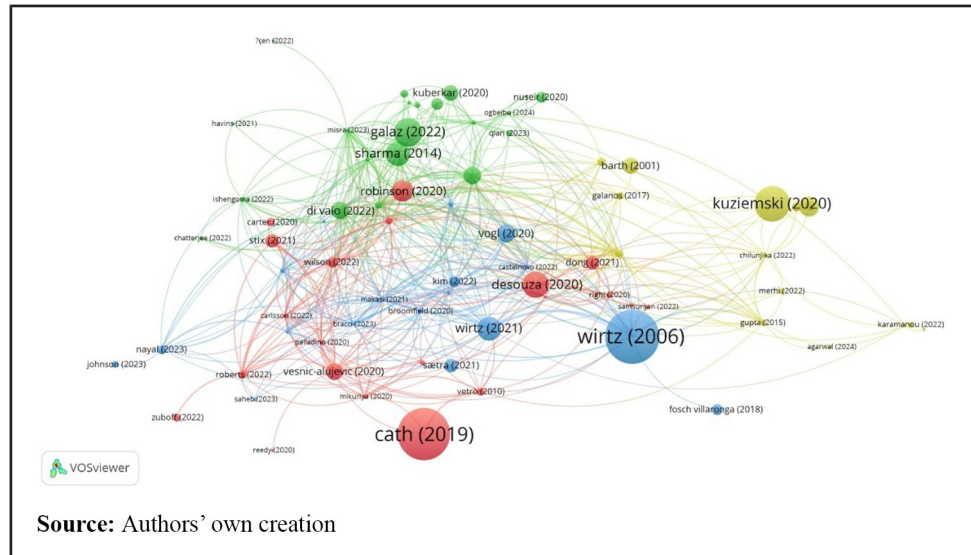 ?çen (2022)
kuberkar (2020)
nuseir (2020)
ogbeibu (2024)
havins (2021)
misra (2023)
galaz (2022)
qian (2023)
sharma (2014)
barth (2001)
robinson (2020)
galanos (2017)
ishengoma (2022)
di vaio (2022)
kuziemski (2020)
carter (2020)
chatterjee (2022)
stix (2021)
vogl (2020)
wilson (2022)
castelnovo (2022)
dong (2021)
chilunjika (2022)
kim (2022)
desouza (2020)
merhi (2022)
makasi (2021)
righi (2020)
samsurijan (2022)
carlsson (2022)
broomfield (2020)
bracci (2023)
wirtz (2021)
wirtz (2006)
gupta (2015)
karamanou (2022)
palladino (2020)
agarwal (2024)
nayal (2023)
johnson (2023)
sætra (2021)
roberts (2022)
vesnic-alujevic (2020)
vetrò (2010)
sahebi(2023)
mikuriya (2020)
zuboff (2022)
fosch villaronga (2018)
cath (2019)
reedy(2020)
VOSviewer
Source: Authors’ own creation